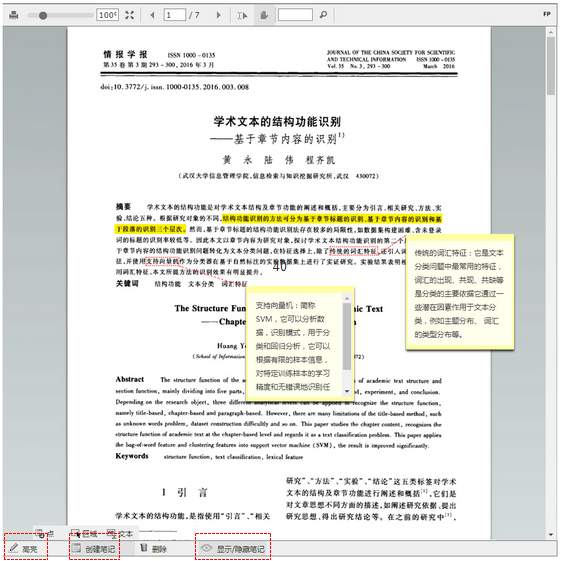 100%
1 / 7
FP
情 报 学 报 ISSN 1000-0135
第 35 卷 第 3 期 293-300, 2016 年 3 月
JOURNAL OF THE CHINA SOCIETY FOR SCIENTIFIC
AND TECHNICAL INFORMATION ISSN 1000-0135
Vol. 35 No. 3, 293-300 March 2016
doi:10.3772/j.issn.1000-0135.2016.003.008
学术文本的结构功能识别
——基于章节内容的识别1)
黄 永 陆 伟 程齐凯
(武汉大学信息管理学院,信息检索与知识挖掘研究所,武汉 430072)
摘要 学术文本的结构功能是对学术文本结构及章节功能的阐述和概括,主要分为引言、相关研究、方法、实
验、结论五种。根据研究对象的不同,结构功能识别的方法可分为基于章节标题的识别、基于章节内容的识别和基
于段落的识别三个层次。然而,基于章节标题的结构功能识别法存在较多的局限性,如数据集构建困难、含未登录
词的标题的识别率较低等。因此本文以章节内容为研究对象,探讨学术文本结构功能识别的第二个
于章节内容的结构功能识别问题转化为文本分类问题,在特征选择上,除了传统的词汇特征,还引入
征,并使用支持向量机作为分类器在基于自然标注的实验数据集上进行了实证研究。实验结果表明
用词汇特征,本文所提方法的识别效果有明显提升。
40
关键词 结构功能 文本分类 词汇特征
传统的词汇特征:它是文
本分类问题中最常用的特征,
词汇的出现、共现、共缺等
是分类的主要依据它通过一
些潜在因素作用于文本分
类,例如主题分布、词汇
的类型分布等。
支持向量机:简称
SVM,它可以分析数
据,识别模式,用于分
类和回归分析,它可以
根据有限的样本信息,
对特定训练样本的学习
精度和无错误地识别任
The Structure Func mic Text
——Chapte
Huang Yo
(School of Information
Abstract The structure function of the a of academic text structure and
section function, mainly dividing into five parts, hod, experiment, and conclusion.
Depending on the research object, three different analytical levels can be applied to recognize the structure function,
namely title-based, chapter-based and paragraph-based. However, there are many limitations of the title-based method, such
as unknown words problem, dataset construction difficultly and so on. This paper studies the chapter content, recognizes the
structure function of academic text at the chapter-based level and regards it as a text classification problem. This paper applies
the bag-of-word feature and clustering features into support vector machine (SVM), the result is improved significantly.
Keywords structure function, text classification, lexical feature
1 引 言
学术文本的结构功能,是指使用“引言”、“相关
研究”、“方法”、“实验”、“结论”这五类标签对学术
文本的结构及章节功能进行阐述和概括[1],它们是
对文章思想不同方面的描述,如阐述研究依据、提出
研究思想、得出研究结论等。在之前的研究中[1],
点 区域 文本
高亮 创建笔记 删除 显示/隐藏笔记